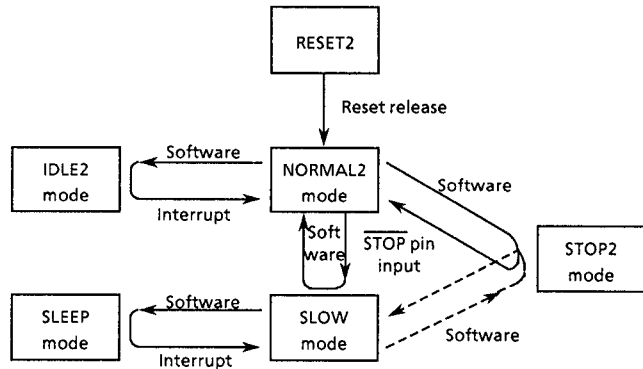 RESET2
Reset release
IDLE2
mode
Software
Interrupt
NORMAL2
mode
Software
Soft
ware
STOP pin
input
STOP2
mode
SLEEP
mode
Software
Interrupt
SLOW
mode
Software